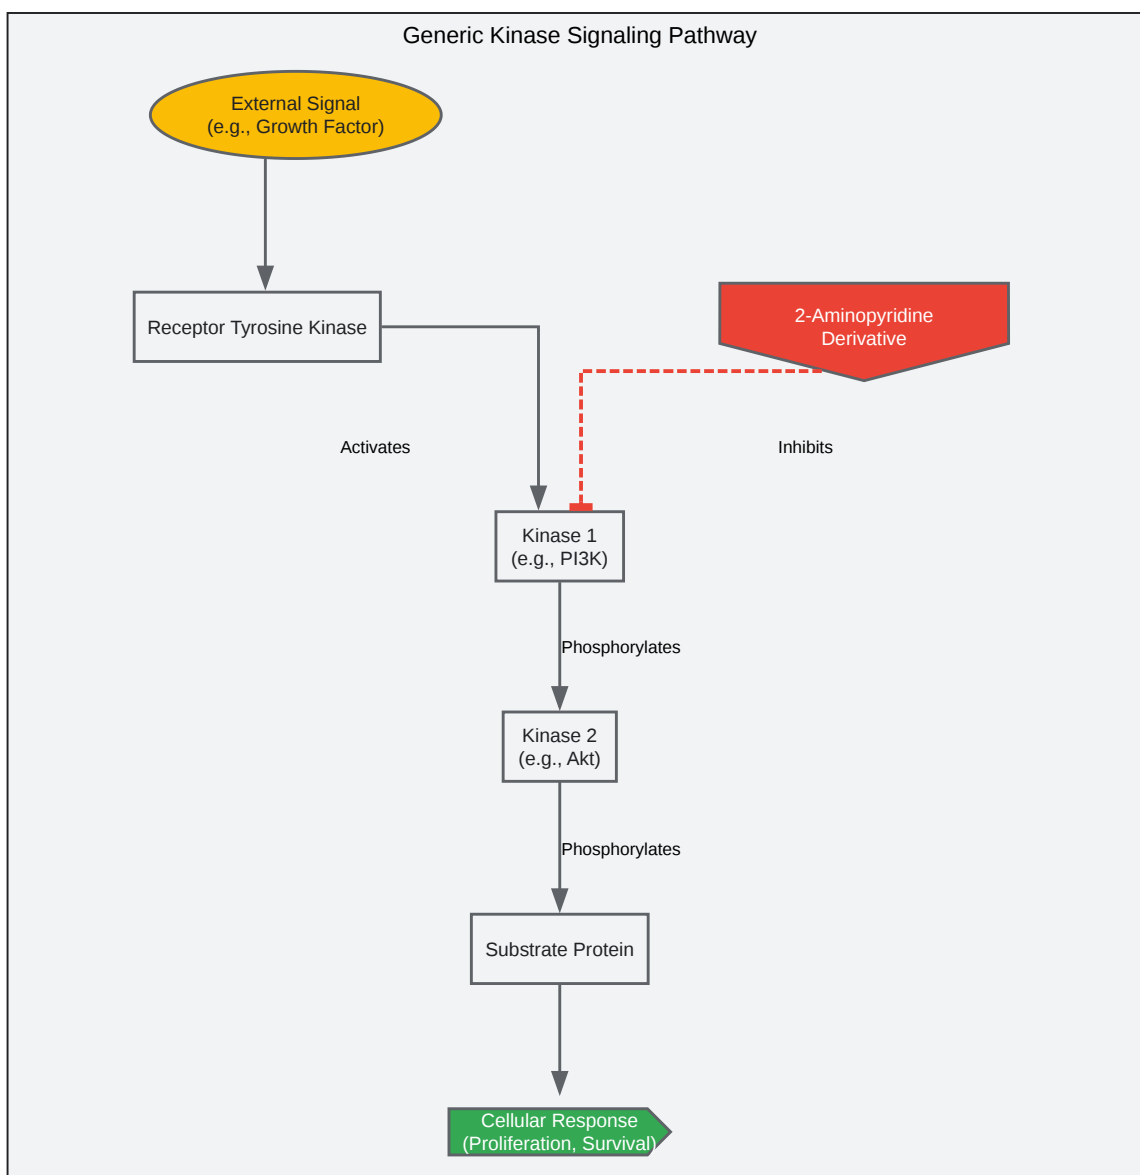 Generic Kinase Signaling Pathway
External Signal
(e.g., Growth Factor)
Receptor Tyrosine Kinase
2-Aminopyridine
Derivative
Activates
Inhibits
Kinase 1
(e.g., PI3K)
Phosphorylates
Kinase 2
(e.g., Akt)
Phosphorylates
Substrate Protein
Cellular Response
(Proliferation, Survival)